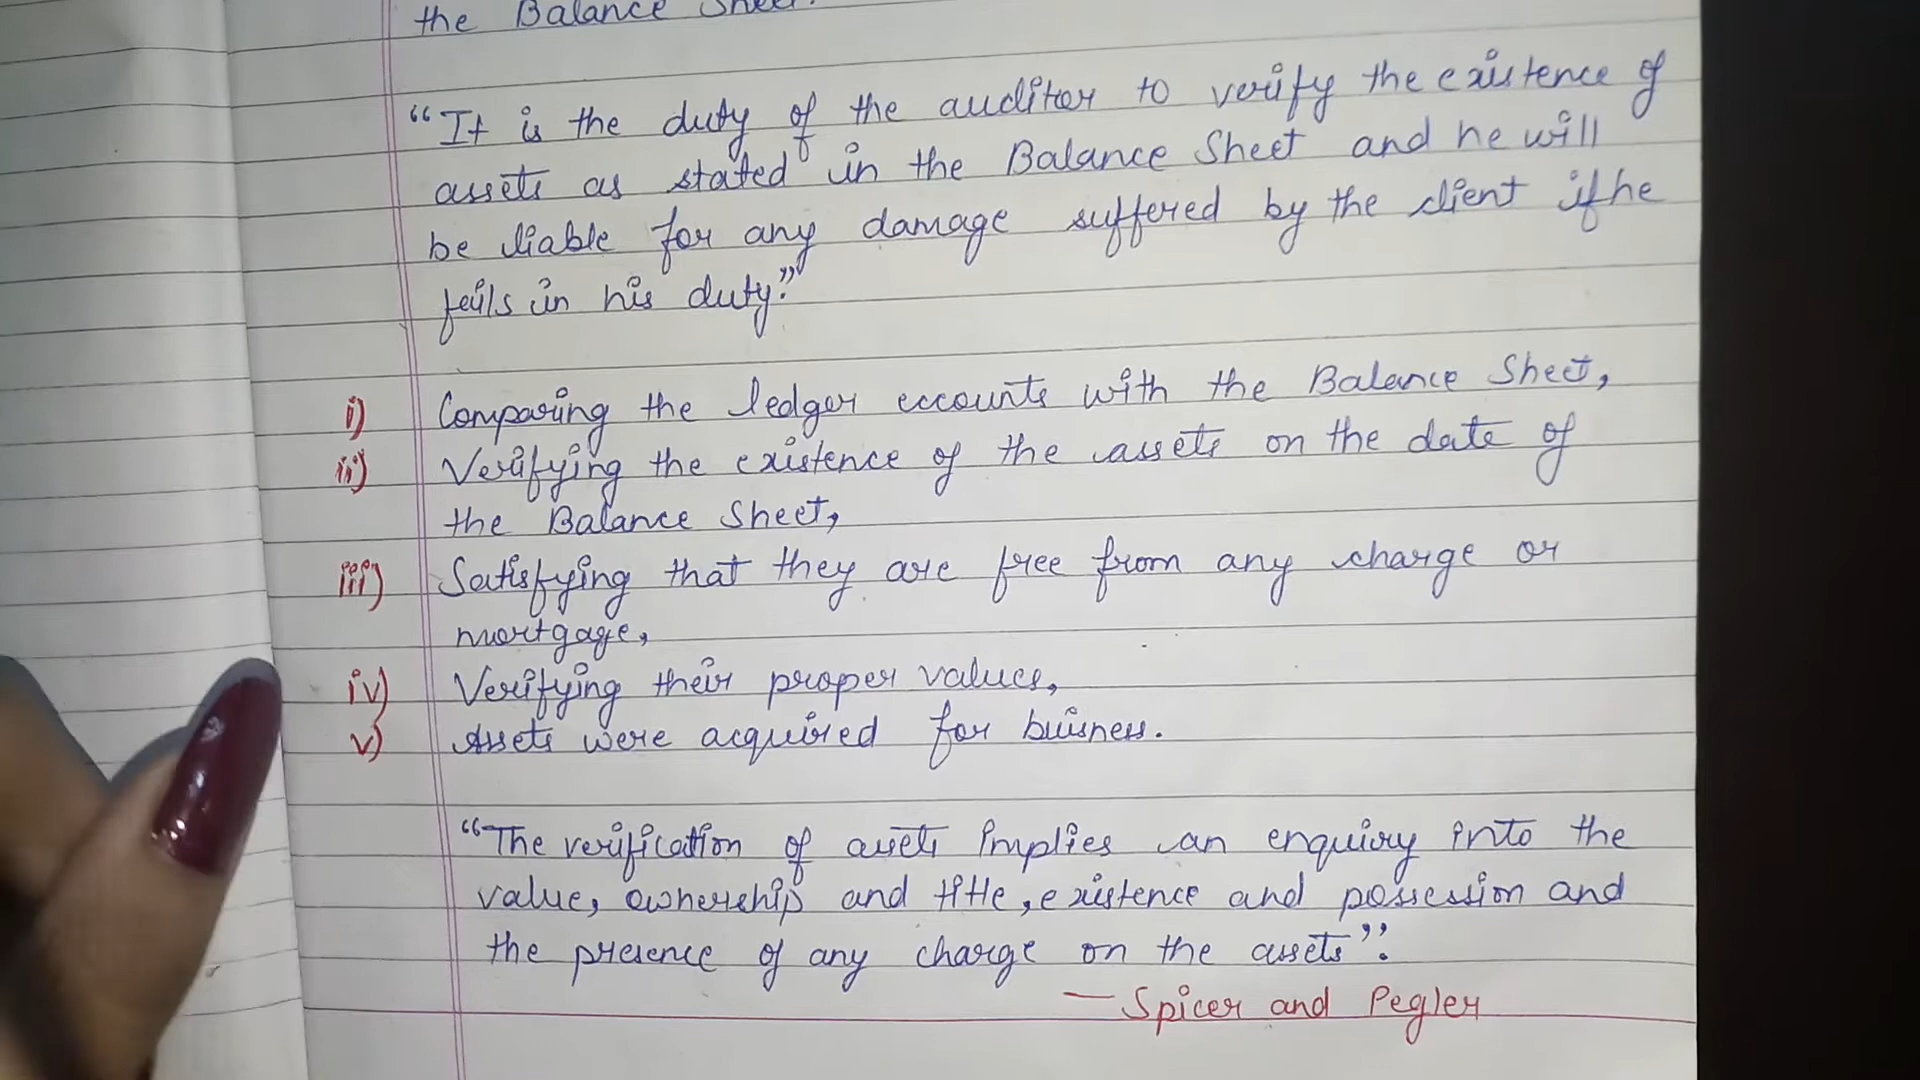 the Balance Sheet.
“It is the duty of the auditor to verify the existence of
assets as stated in the Balance Sheet and he will
be liable for any damage suffered by the client if he
fails in his duty.”
i) Comparing the ledger accounts with the Balance Sheet,
ii) Verifying the existence of the assets on the date of
the Balance Sheet,
iii) Satisfying that they are free from any charge or
mortgage,
iv) Verifying their proper values,
v) Assets were acquired for buisness.
“The verification of assets implies an enquiry into the
value, ownership and title, existence and possession and
the presence of any charge on the assets”.
— Spicer and Pegler